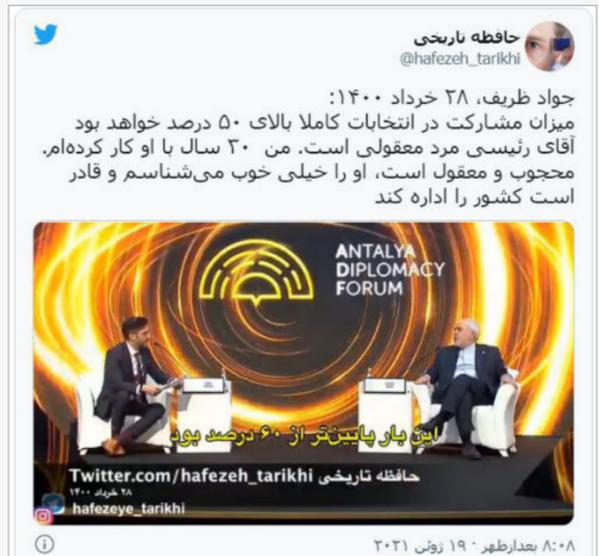 حافظه تاریخی
@hafezeh_tarikhi
جواد ظریف، ۲۸ خرداد ۱۴۰۰:
میزان مشارکت در انتخابات کاملا بالای ۵۰ درصد خواهد بود
آقای رئیسی مرد معقولی است. من ۳۰ سال با او کار کرده‌ام.
محجوب و معقول است، او را خیلی خوب می‌شناسم و قادر
است کشور را اداره کند
ANTALYA
DIPLOMACY
FORUM
این بار پایین‌تر از ۶۰ درصد بود
حافظه تاریخی Twitter.com/hafezeh_tarikhi
۲۸ خرداد ۱۴۰۰
hafezeye_tarikhi
۸:۰۸ بعدازظهر · ۱۹ ژوئن ۲۰۲۱